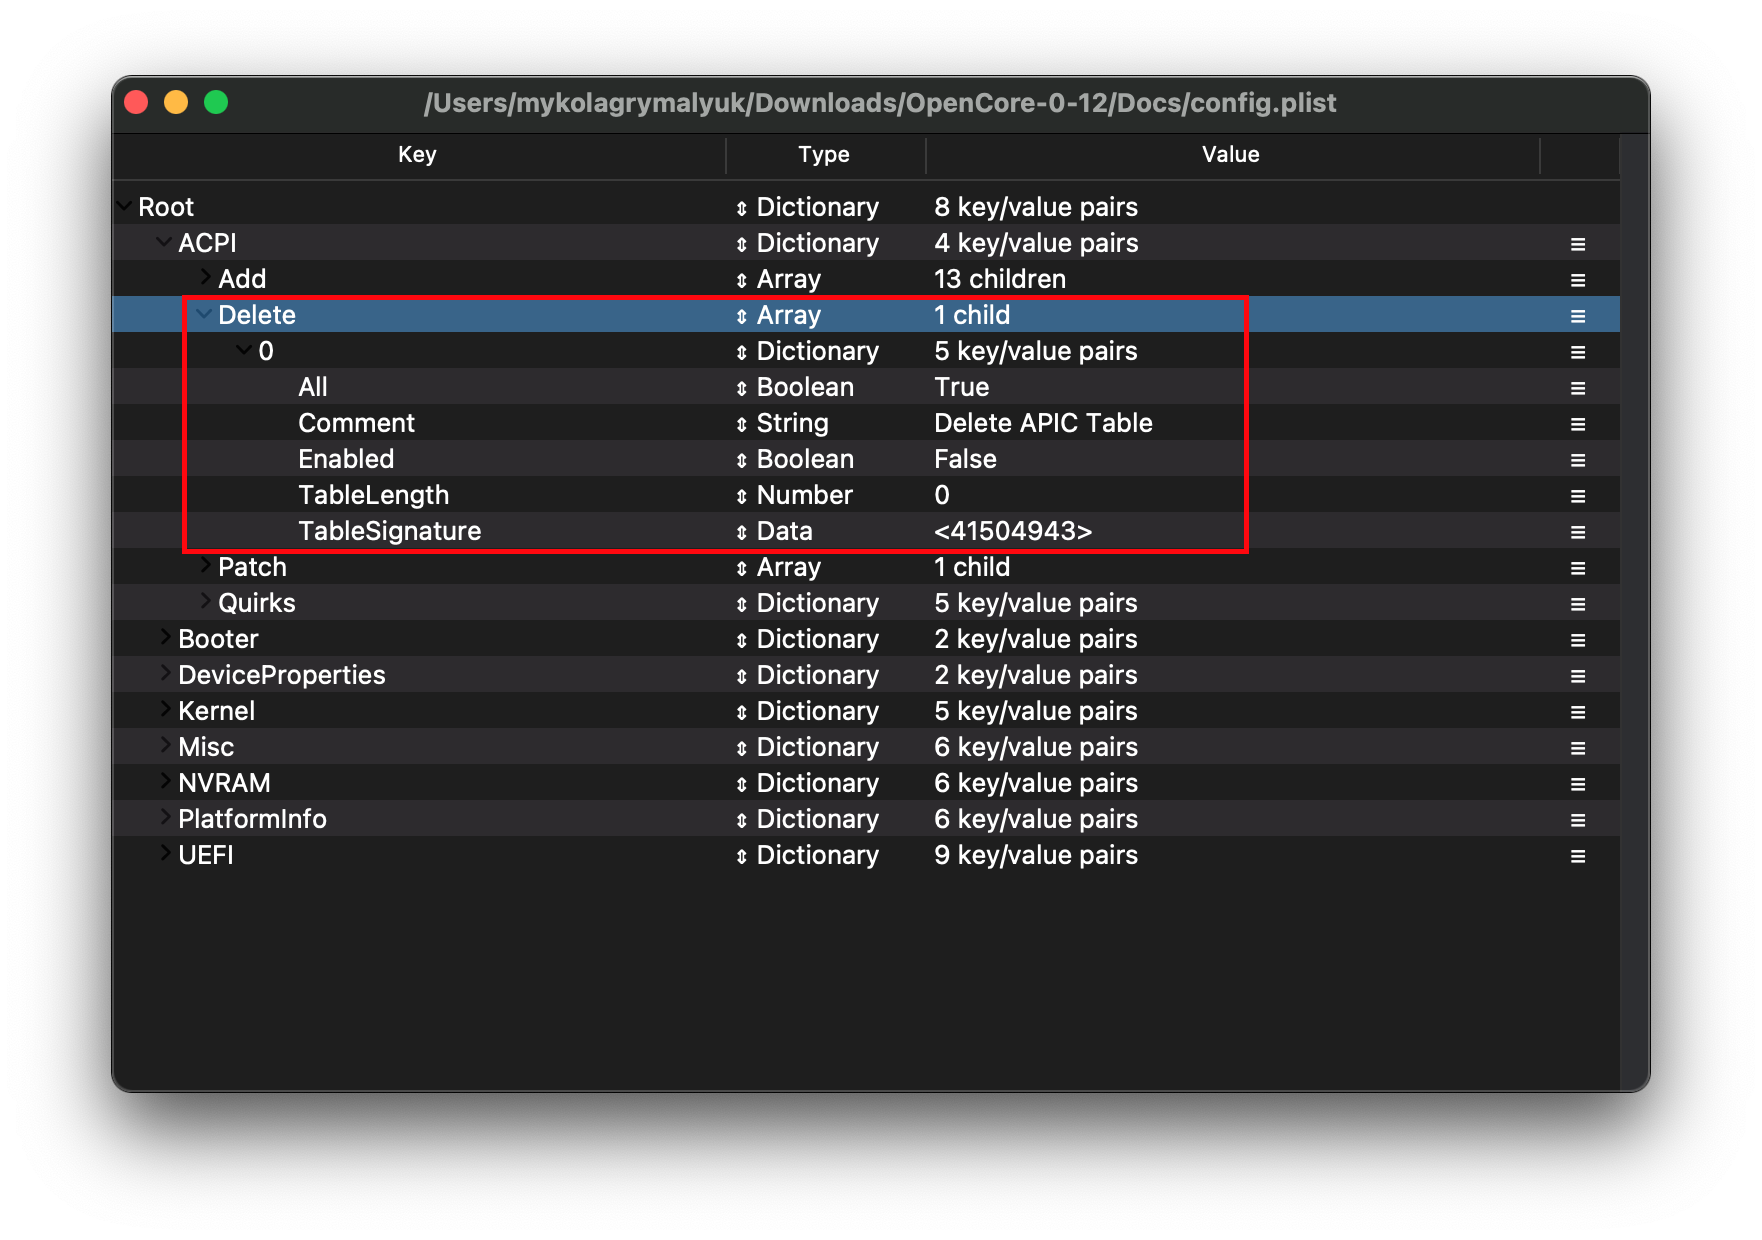 /Users/mykolagrymalyuk/Downloads/OpenCore-0-12/Docs/config.plist
Key Type Value
Root Dictionary 8 key/value pairs
ACPI Dictionary 4 key/value pairs
Add Array 13 children
Delete Array 1 child
0 Dictionary 5 key/value pairs
All Boolean True
Comment String Delete APIC Table
Enabled Boolean False
TableLength Number 0
TableSignature Data <41504943>
Patch Array 1 child
Quirks Dictionary 5 key/value pairs
Booter Dictionary 2 key/value pairs
DeviceProperties Dictionary 2 key/value pairs
Kernel Dictionary 5 key/value pairs
Misc Dictionary 6 key/value pairs
NVRAM Dictionary 6 key/value pairs
PlatformInfo Dictionary 6 key/value pairs
UEFI Dictionary 9 key/value pairs